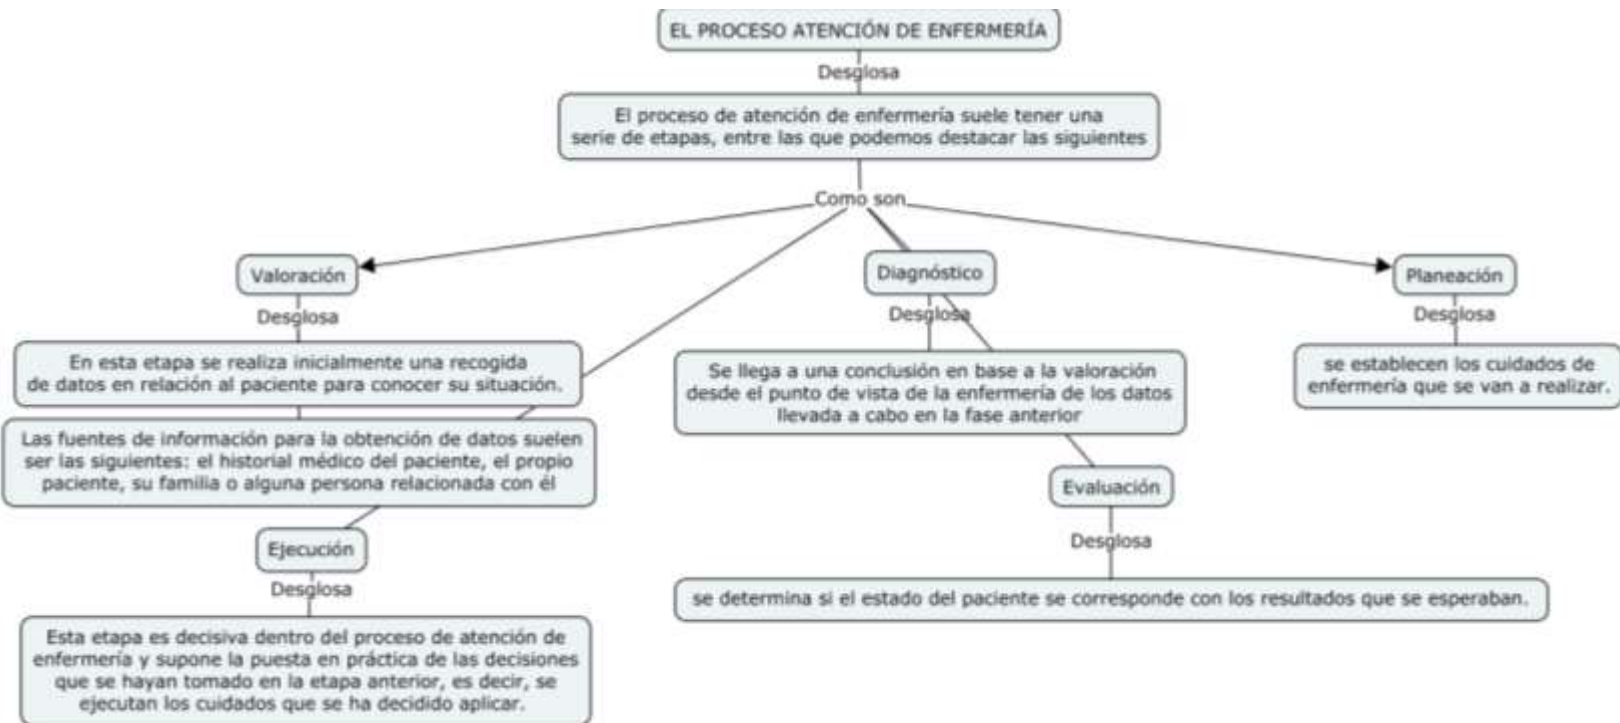 EL PROCESO ATENCIÓN DE ENFERMERÍA
Desglosa
El proceso de atención de enfermería suele tener una
serie de etapas, entre las que podemos destacar las siguientes
Como son
Valoración
Desglosa
En esta etapa se realiza inicialmente una recogida
de datos en relación al paciente para conocer su situación.
Las fuentes de información para la obtención de datos suelen
ser las siguientes: el historial médico del paciente, el propio
paciente, su familia o alguna persona relacionada con él
Ejecución
Desglosa
Esta etapa es decisiva dentro del proceso de atención de
enfermería y supone la puesta en práctica de las decisiones
que se hayan tomado en la etapa anterior, es decir, se
ejecutan los cuidados que se ha decidido aplicar.
Diagnóstico
Desglosa
Se llega a una conclusión en base a la valoración
desde el punto de vista de la enfermería de los datos
llevada a cabo en la fase anterior
Evaluación
Desglosa
se determina si el estado del paciente se corresponde con los resultados que se esperaban.
Planeación
Desglosa
se establecen los cuidados de
enfermería que se van a realizar.